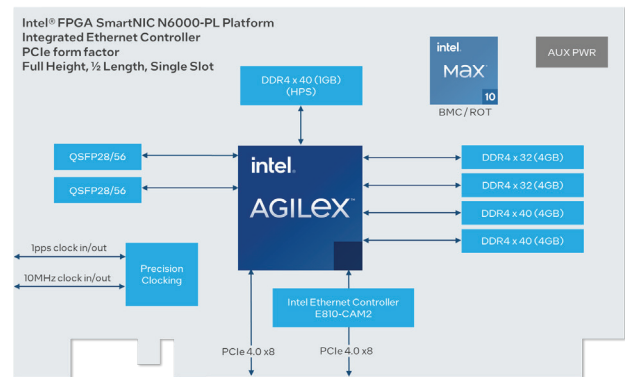 Intel® FPGA SmartNIC N6000-PL Platform
Integrated Ethernet Controller
PCIe form factor
Full Height, ½ Length, Single Slot
DDR4 x 40 (1GB)
(HPS)
intel.
MAX™
10
BMC/ROT
AUX PWR
QSFP28/56
QSFP28/56
intel.
AGILEX™
DDR4 x 32 (4GB)
DDR4 x 32 (4GB)
DDR4 x 40 (4GB)
DDR4 x 40 (4GB)
1pps clock in/out
10MHz clock in/out
Precision
Clocking
Intel Ethernet Controller
E810-CAM2
PCIe 4.0 x8
PCIe 4.0 x8